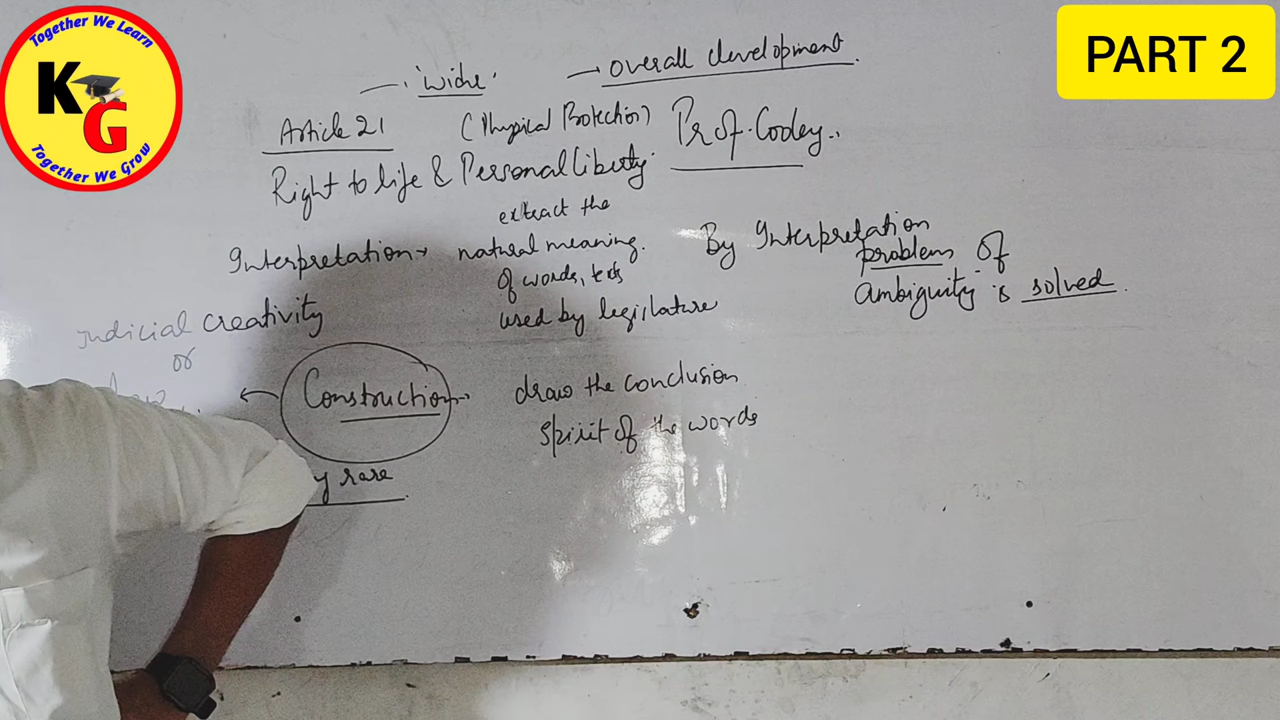 Together We Learn
KG
Together We Grow
PART 2
'wide'
overall development.
Article 21
(Physical Protection)
Prof. Cooley..
Right to life & Personal Liberty.
Interpretation
extract the
natural meaning.
of words, texts
used by legislature
By Interpretation
problem of
ambiguity is solved.
Judicial creativity
or
Construction
draw the conclusion
spirit of the words
rare